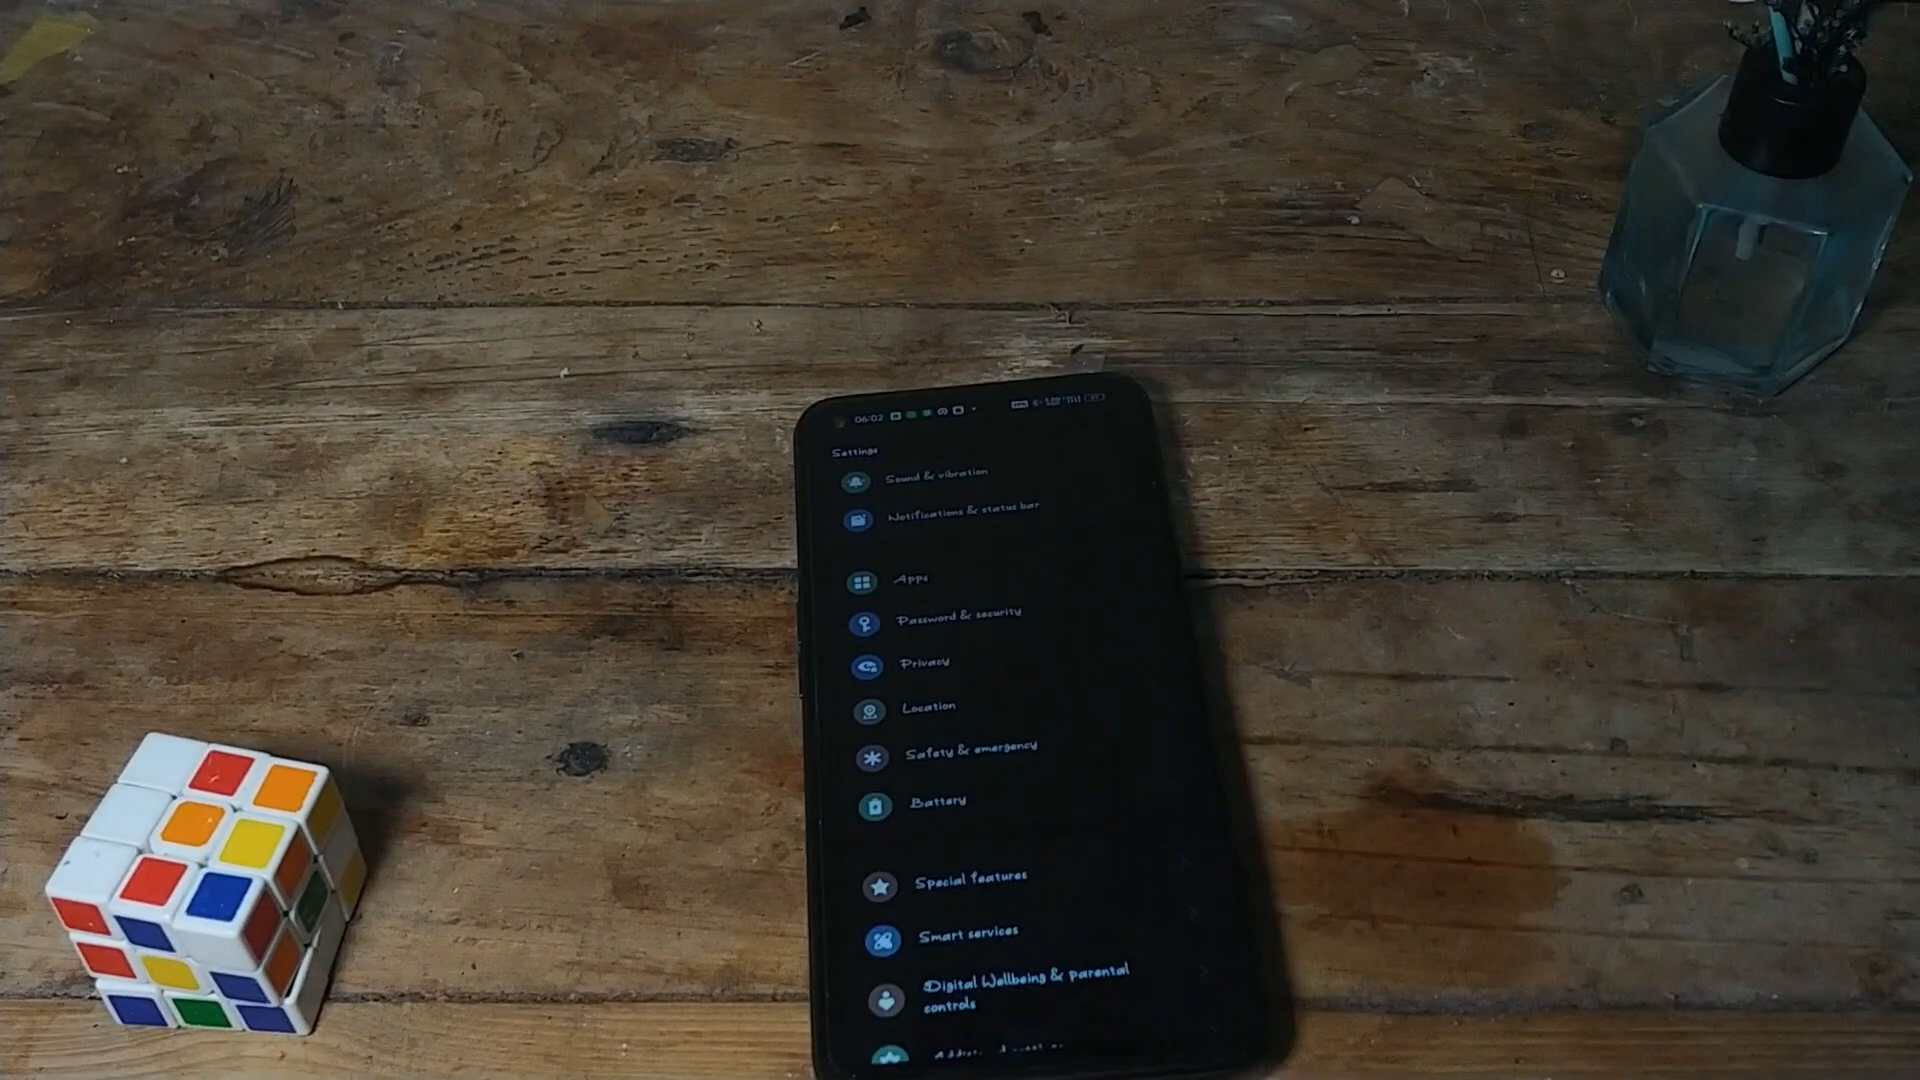 06:02
Settings
Sound & vibration
Notifications & status bar
Apps
Password & security
Privacy
Location
Safety & emergency
Battery
Special features
Smart services
Digital Wellbeing & parental
controls